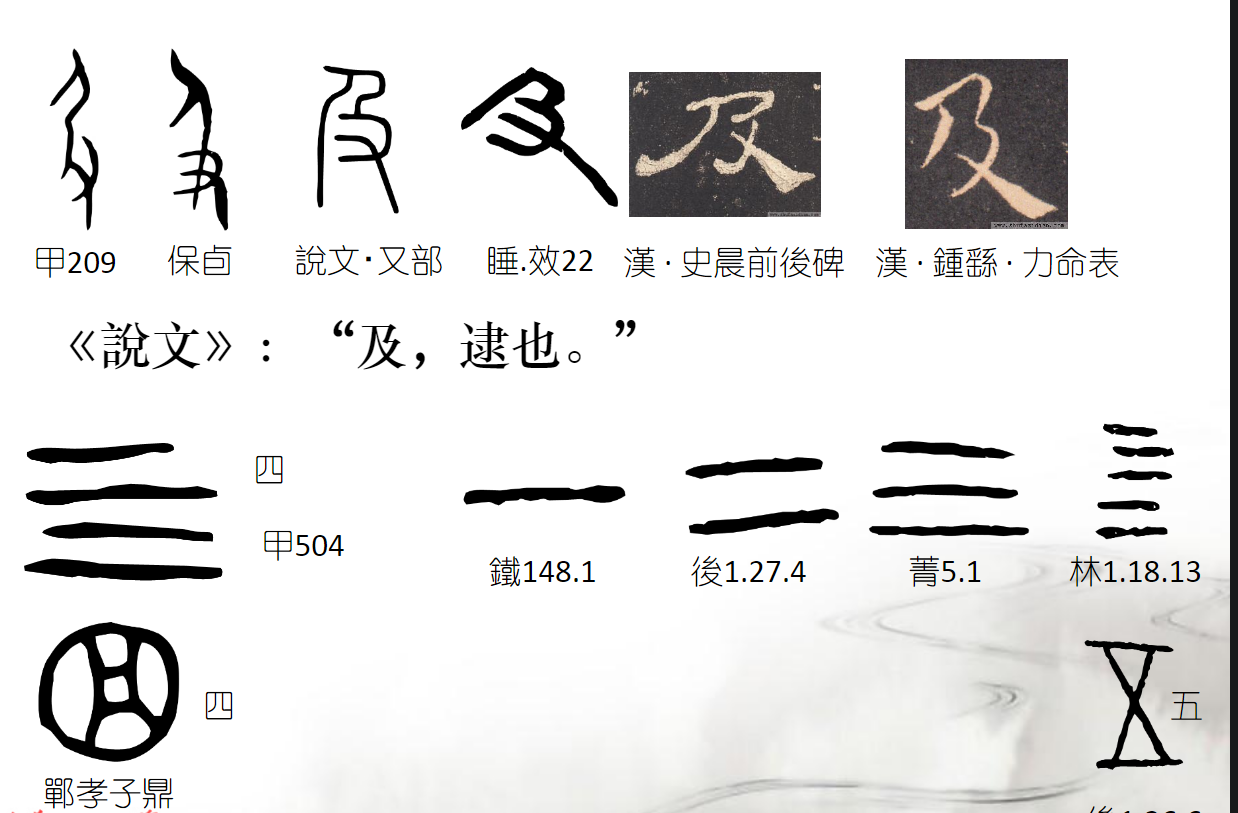 甲209 保卣 說文·又部 睡.效22 漢·史晨前後碑 漢·鍾繇·力命表
《說文》:“及，逮也。”
四
甲504 鐵148.1 後1.27.4 菁5.1 林1.18.13
四 五
鄲孝子鼎